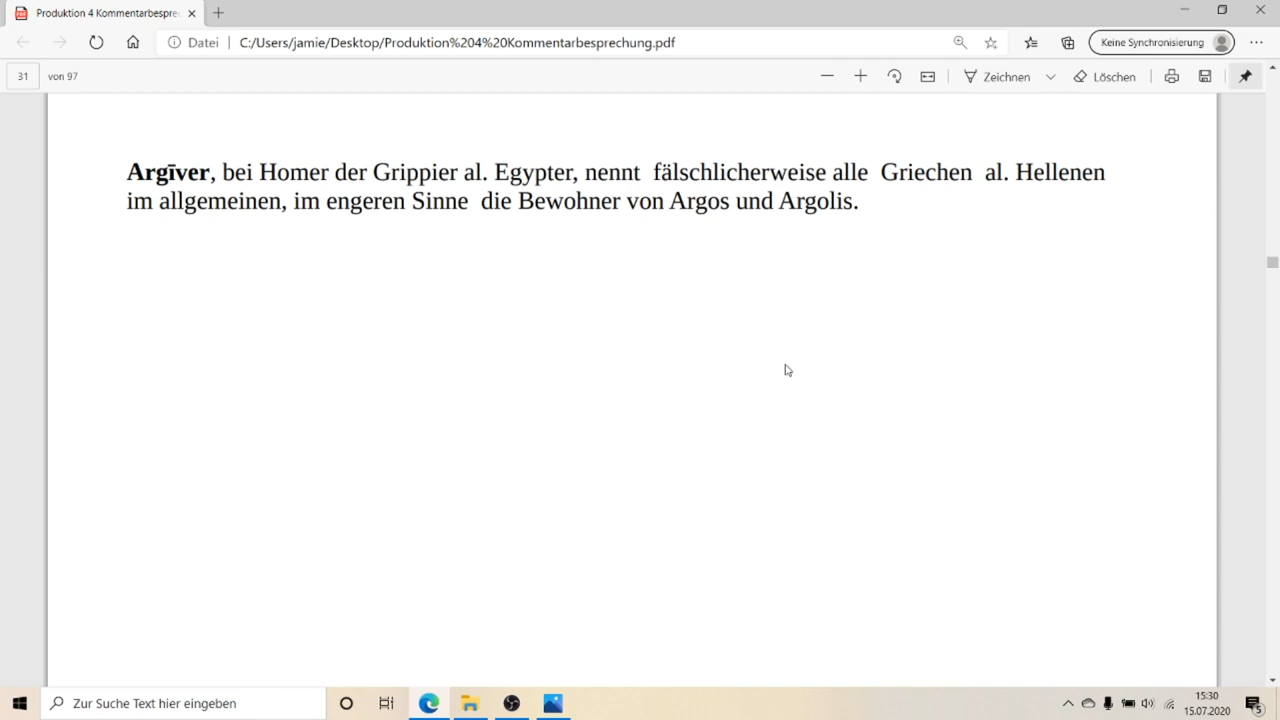 Produktion 4 Kommentarbespre
Datei C:/Users/jamie/Desktop/Produktion%204%20Kommentarbesprechung.pdf Keine Synchronisierung
31 von 97 Zeichnen Löschen
Argīver, bei Homer der Grippier al. Egypter, nennt fälschlicherweise alle Griechen al. Hellenen
im allgemeinen, im engeren Sinne die Bewohner von Argos und Argolis.
Zur Suche Text hier eingeben
15:30
15.07.2020
5